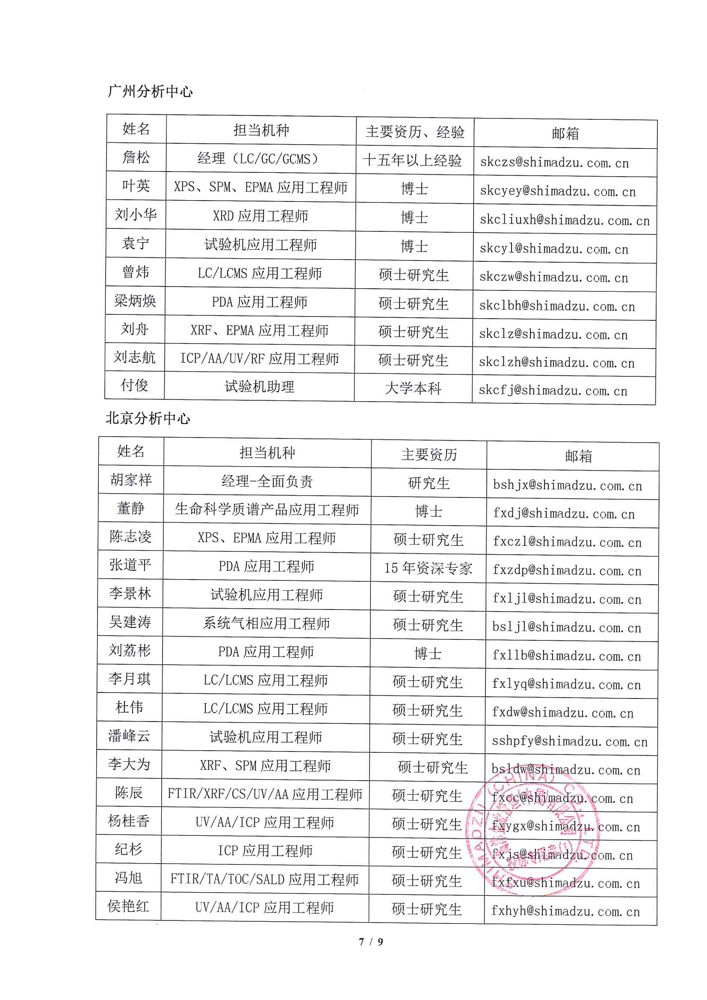 广州分析中心
姓名 担当机种 主要资历、经验 邮箱
詹松 经理（LC/GC/GCMS） 十五年以上经验 skczs@shimadzu.com.cn
叶英 XPS、SPM、EPMA 应用工程师 博士 skcyey@shimadzu.com.cn
刘小华 XRD 应用工程师 博士 skcliuxh@shimadzu.com.cn
袁宁 试验机应用工程师 博士 skcyl@shimadzu.com.cn
曾炜 LC/LCMS 应用工程师 硕士研究生 skczw@shimadzu.com.cn
梁炳焕 PDA 应用工程师 硕士研究生 skclbh@shimadzu.com.cn
刘舟 XRF、EPMA 应用工程师 硕士研究生 skclz@shimadzu.com.cn
刘志航 ICP/AA/UV/RF 应用工程师 硕士研究生 skclzh@shimadzu.com.cn
付俊 试验机助理 大学本科 skcfj@shimadzu.com.cn
北京分析中心
姓名 担当机种 主要资历 邮箱
胡家祥 经理-全面负责 研究生 bshjx@shimadzu.com.cn
董静 生命科学质谱产品应用工程师 博士 fxdj@shimadzu.com.cn
陈志凌 XPS、EPMA 应用工程师 硕士研究生 fxczl@shimadzu.com.cn
张道平 PDA 应用工程师 15 年资深专家 fxzdp@shimadzu.com.cn
李景林 试验机应用工程师 硕士研究生 fxljl@shimadzu.com.cn
吴建涛 系统气相应用工程师 硕士研究生 bsljl@shimadzu.com.cn
刘荔彬 PDA 应用工程师 博士 fxllb@shimadzu.com.cn
李月琪 LC/LCMS 应用工程师 硕士研究生 fxlyq@shimadzu.com.cn
杜伟 LC/LCMS 应用工程师 硕士研究生 fxdw@shimadzu.com.cn
潘峰云 试验机应用工程师 硕士研究生 sshpfy@shimadzu.com.cn
李大为 XRF、SPM 应用工程师 硕士研究生 bsldw@shimadzu.com.cn
陈辰 FTIR/XRF/CS/UV/AA 应用工程师 硕士研究生 fxcc@shimadzu.com.cn
杨桂香 UV/AA/ICP 应用工程师 硕士研究生 fxygx@shimadzu.com.cn
纪杉 ICP 应用工程师 硕士研究生 fxjs@shimadzu.com.cn
冯旭 FTIR/TA/TOC/SALD 应用工程师 硕士研究生 fxfxu@shimadzu.com.cn
侯艳红 UV/AA/ICP 应用工程师 硕士研究生 fxhyh@shimadzu.com.cn
SHIMADZU (CHINA) CO., LTD.
企业管理(中国)有限公司
投标专用章(1)
7 / 9